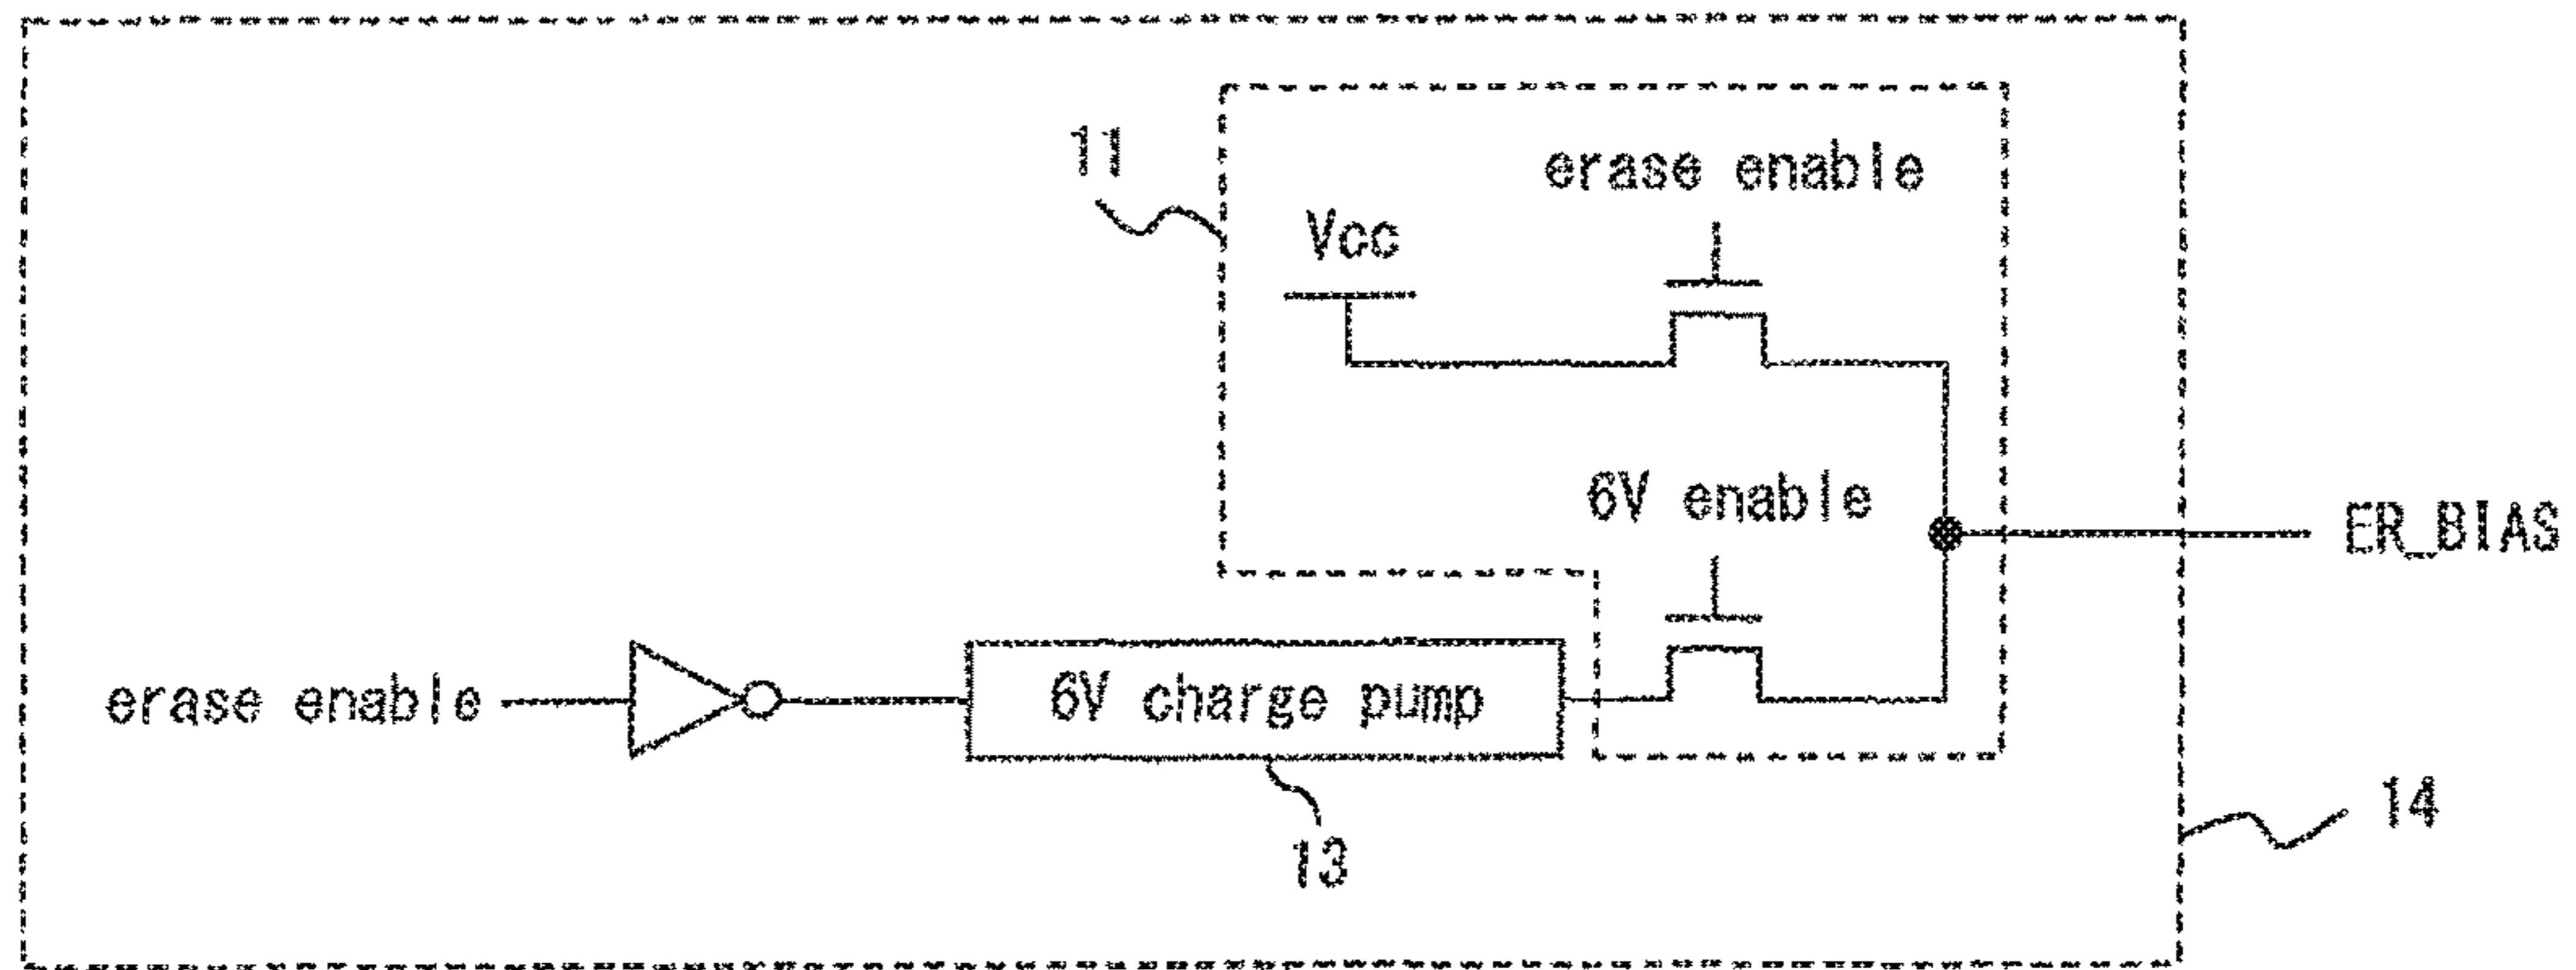 11
erase enable
Vcc
6V enable
ER_BIAS
erase enable
6V charge pump
14
13